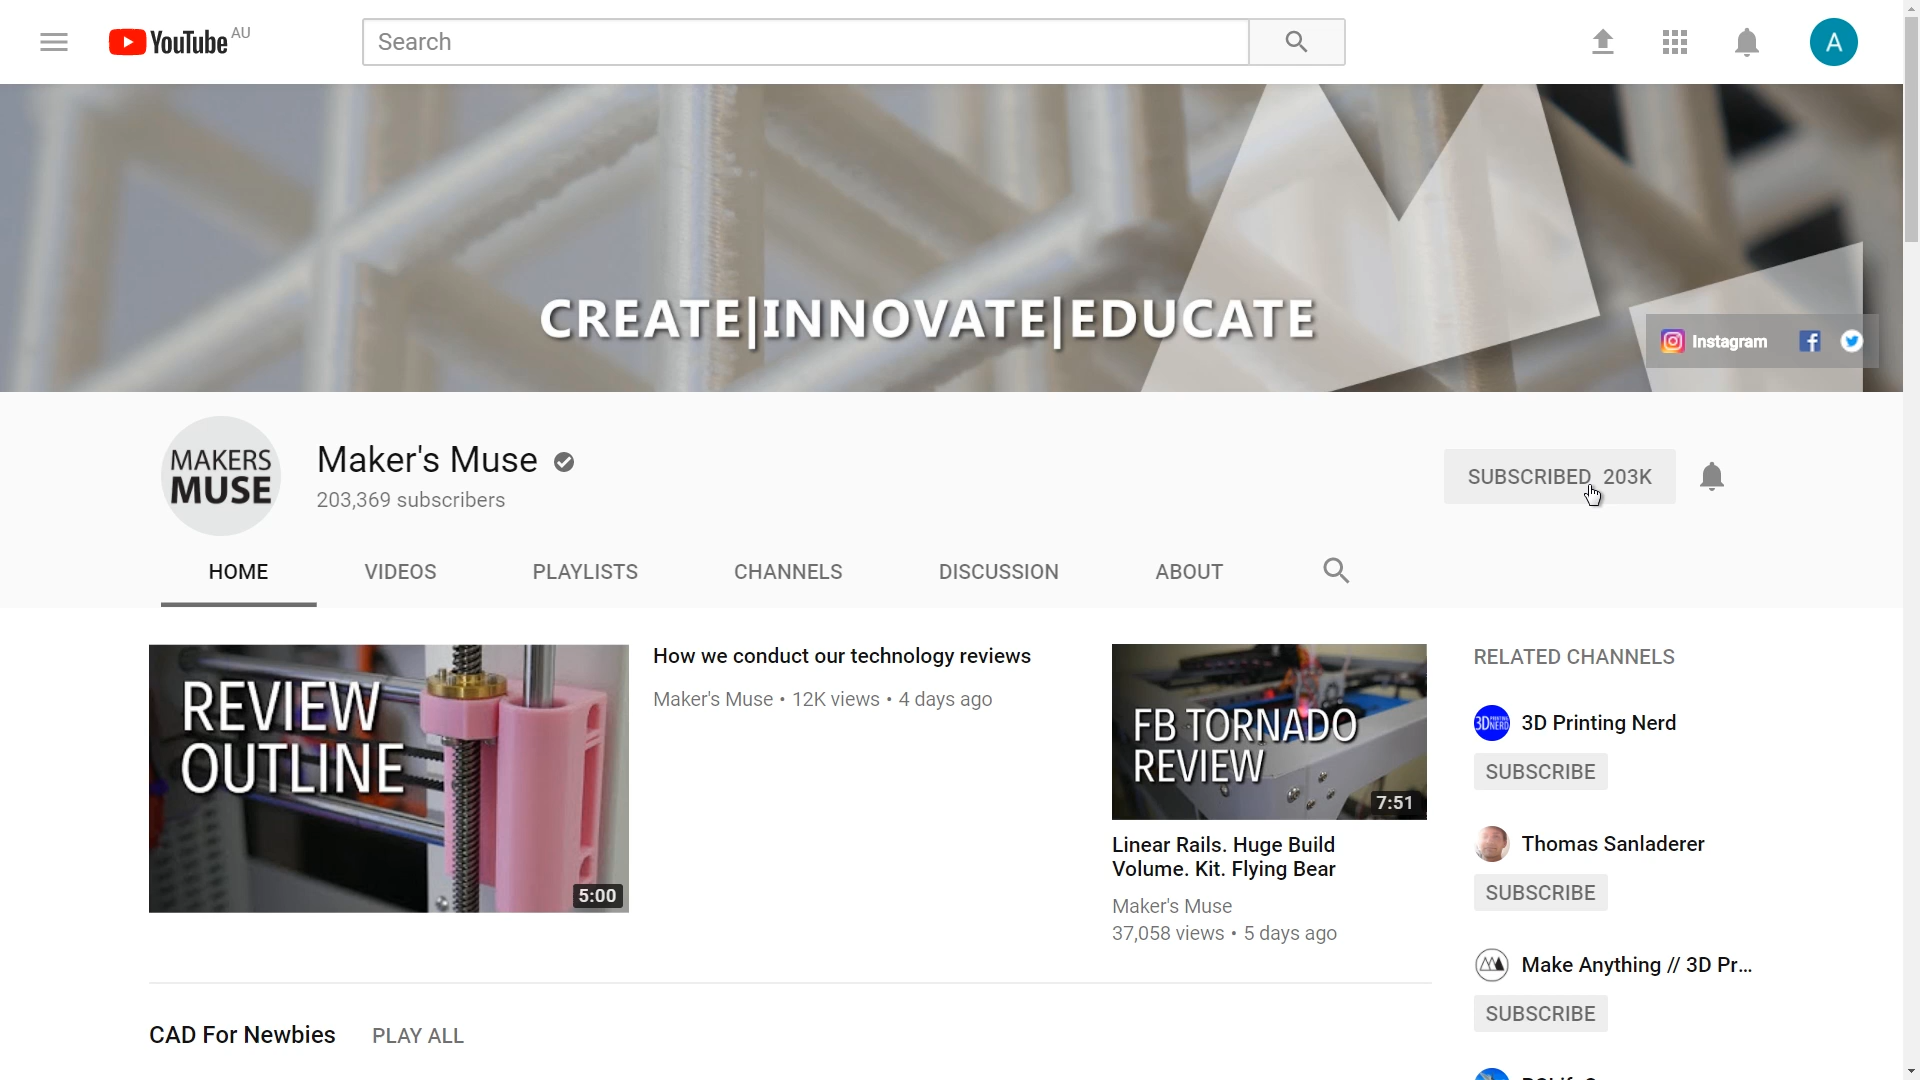 YouTube AU
Search
A
CREATE|INNOVATE|EDUCATE
Instagram
MAKERS
MUSE
Maker's Muse
203,369 subscribers
SUBSCRIBED 203K
HOME VIDEOS PLAYLISTS CHANNELS DISCUSSION ABOUT
REVIEW
OUTLINE
5:00
How we conduct our technology reviews
Maker's Muse • 12K views • 4 days ago
FB TORNADO
REVIEW
7:51
Linear Rails. Huge Build
Volume. Kit. Flying Bear
Maker's Muse
37,058 views • 5 days ago
RELATED CHANNELS
3D PRINTING
NERD
3D Printing Nerd
SUBSCRIBE
Thomas Sanladerer
SUBSCRIBE
Make Anything // 3D Pr...
SUBSCRIBE
CAD For Newbies PLAY ALL